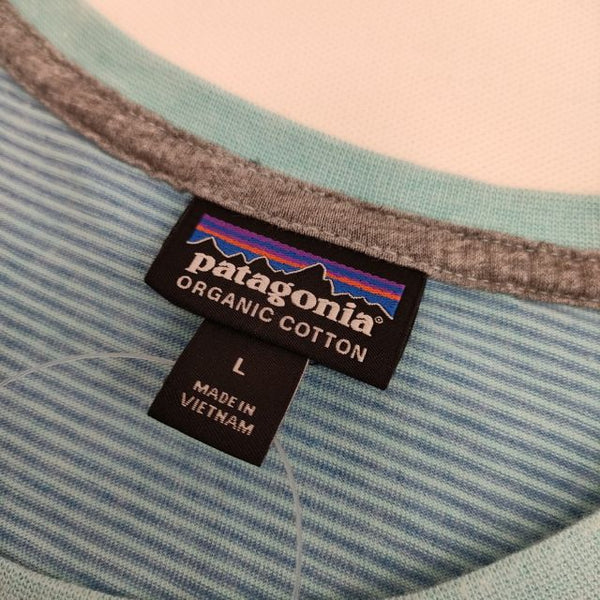 patagonia®
ORGANIC COTTON
L
MADE IN
VIETNAM